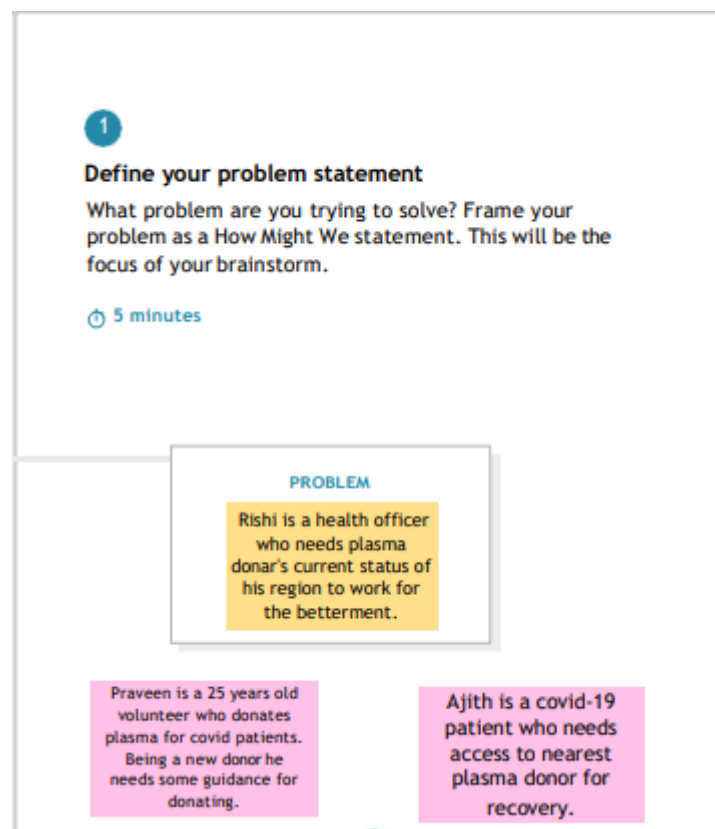 1
Define your problem statement
What problem are you trying to solve? Frame your
problem as a How Might We statement. This will be the
focus of your brainstorm.
5 minutes
PROBLEM
Rishi is a health officer
who needs plasma
donar's current status of
his region to work for
the betterment.
Praveen is a 25 years old
volunteer who donates
plasma for covid patients.
Being a new donor he
needs some guidance for
donating.
Ajith is a covid-19
patient who needs
access to nearest
plasma donor for
recovery.